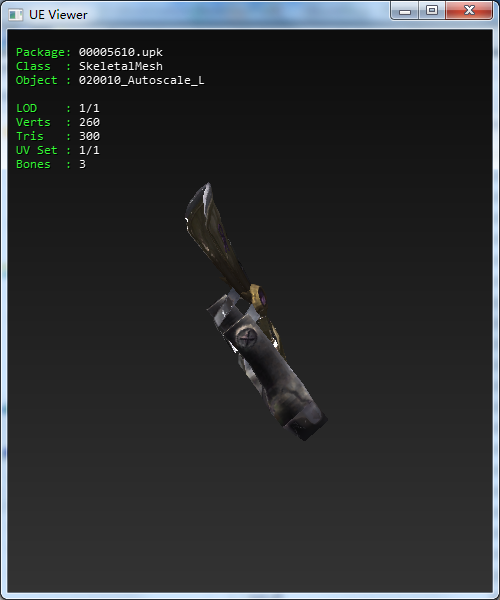 UE Viewer
Package: 00005610.upk
Class : SkeletalMesh
Object : 020010_Autoscale_L
LOD : 1/1
Verts : 260
Tris : 300
UV Set : 1/1
Bones : 3